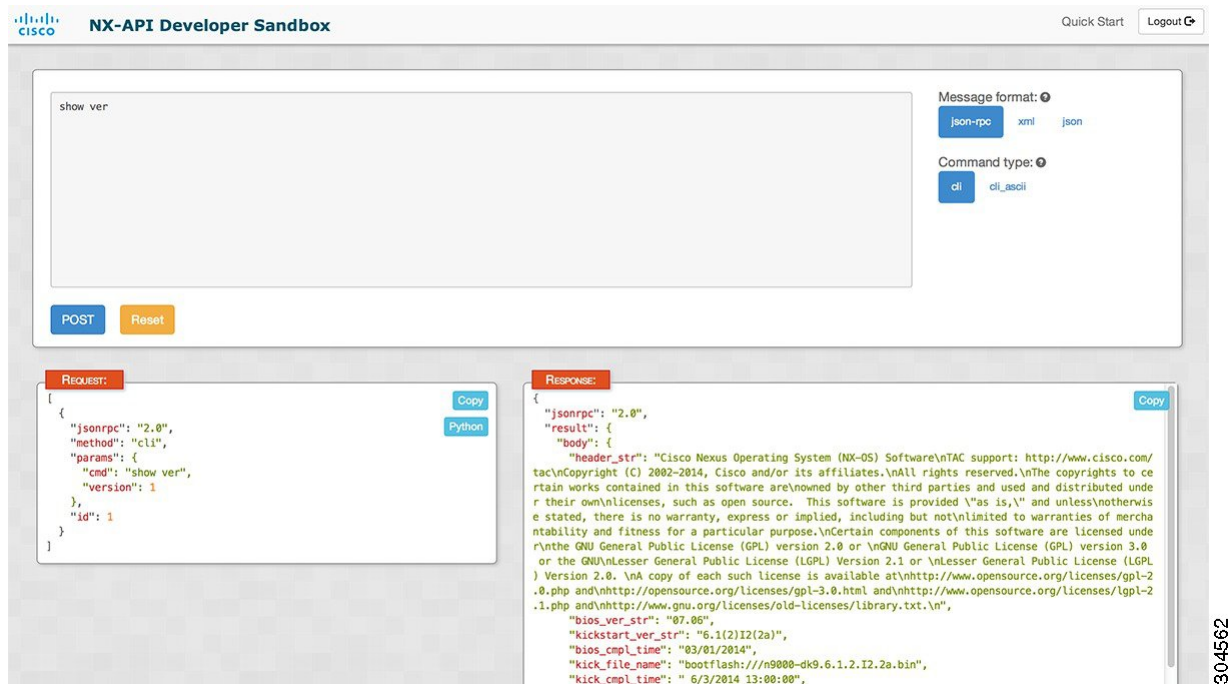 CISCO NX-API Developer Sandbox Quick Start Logout
show ver
Message format:
json-rpc xml json
Command type:
cli cli_ascii
POST Reset
REQUEST:
Copy
Python
[
{
"jsonrpc": "2.0",
"method": "cli",
"params": {
"cmd": "show ver",
"version": 1
},
"id": 1
}
]
RESPONSE:
Copy
{
"jsonrpc": "2.0",
"result": {
"body": {
"header_str": "Cisco Nexus Operating System (NX-OS) Software\nTAC support: http://www.cisco.com/
tac\nCopyright (C) 2002-2014, Cisco and/or its affiliates.\nAll rights reserved.\nThe copyrights to ce
rtain works contained in this software are\nowned by other third parties and used and distributed unde
r their own\nlicenses, such as open source.  This software is provided \"as is,\" and unless\notherwis
e stated, there is no warranty, express or implied, including but not\nlimited to warranties of mercha
ntability and fitness for a particular purpose.\nCertain components of this software are licensed unde
r\nthe GNU General Public License (GPL) version 2.0 or \nGNU General Public License (GPL) version 3.0
 or the GNU\nLesser General Public License (LGPL) Version 2.1 or \nLesser General Public License (LGPL
) Version 2.0. \nA copy of each such license is available at\nhttp://www.opensource.org/licenses/gpl-2
.0.php and\nhttp://opensource.org/licenses/gpl-3.0.html and\nhttp://www.opensource.org/licenses/lgpl-2
.1.php and\nhttp://www.gnu.org/licenses/old-licenses/library.txt.\n",
"bios_ver_str": "07.06",
"kickstart_ver_str": "6.1(2)I2(2a)",
"bios_cmpl_time": "03/01/2014",
"kick_file_name": "bootflash:///n9000-dk9.6.1.2.I2.2a.bin",
"kick_cmpl_time": " 6/3/2014 13:00:00",
304562